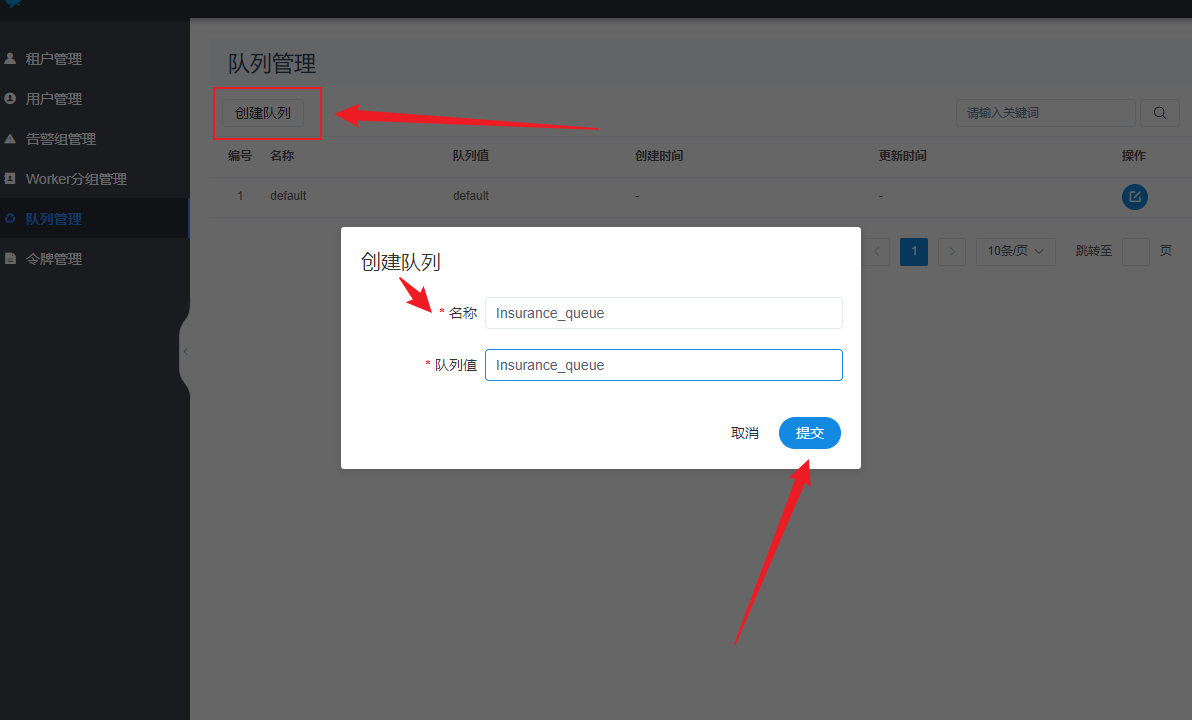 租户管理
用户管理
告警组管理
Worker分组管理
队列管理
令牌管理
队列管理
创建队列
请输入关键词
编号 名称 队列值 创建时间 更新时间 操作
1 default default - -
1 10条/页 跳转至 页
创建队列
* 名称 Insurance_queue
* 队列值 Insurance_queue
取消 提交